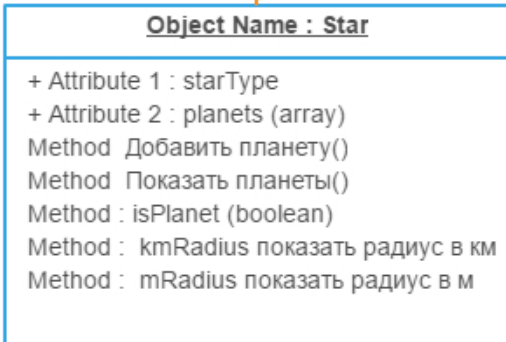 Object Name : Star
+ Attribute 1 : starType
+ Attribute 2 : planets (array)
Method Добавить планету()
Method Показать планеты()
Method : isPlanet (boolean)
Method : kmRadius показать радиус в км
Method : mRadius показать радиус в м